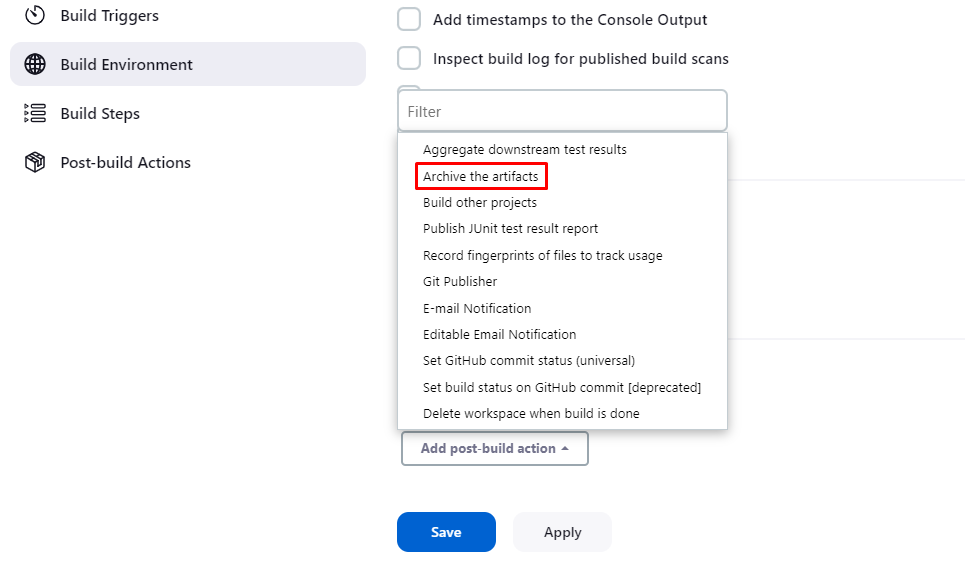 Build Triggers
Build Environment
Build Steps
Post-build Actions
Add timestamps to the Console Output
Inspect build log for published build scans
Filter
Aggregate downstream test results
Archive the artifacts
Build other projects
Publish JUnit test result report
Record fingerprints of files to track usage
Git Publisher
E-mail Notification
Editable Email Notification
Set GitHub commit status (universal)
Set build status on GitHub commit [deprecated]
Delete workspace when build is done
Add post-build action
Save
Apply